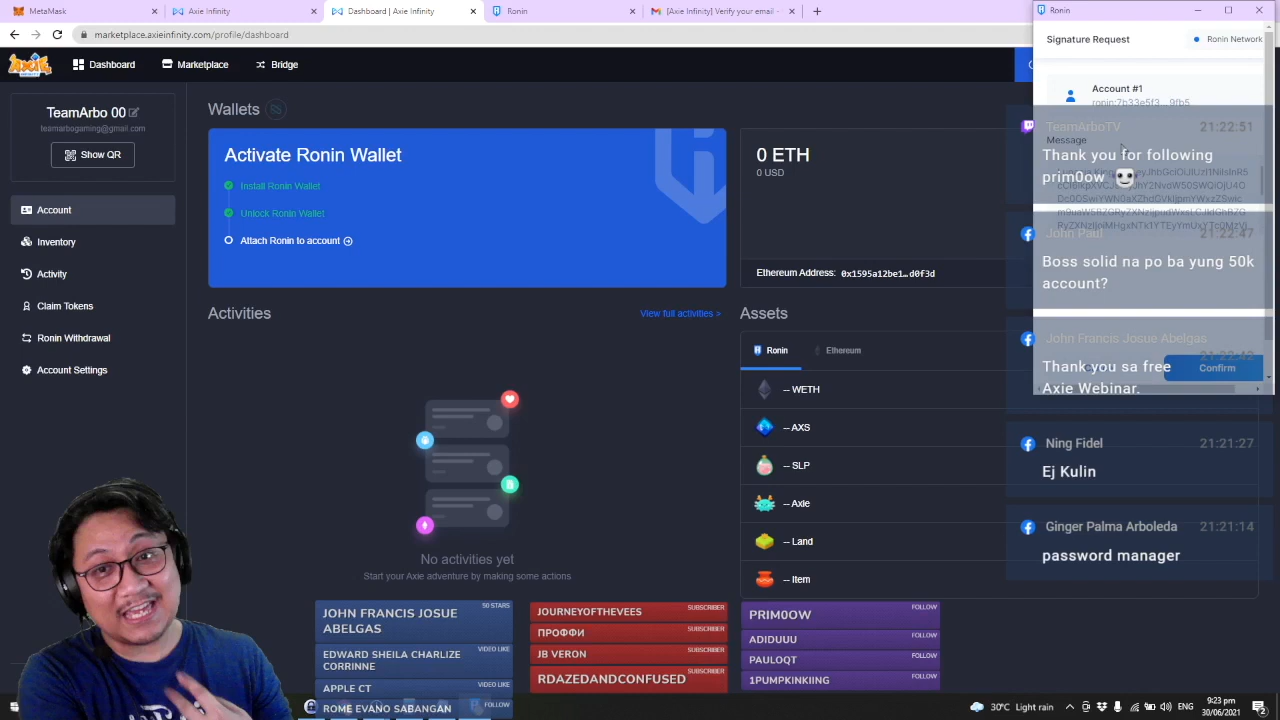 MetaMask
Axie Infinity
Dashboard | Axie Infinity
Ronin
[Axie Infinity] Verify your email -
Ronin
marketplace.axieinfinity.com/profile/dashboard
Signature Request
Ronin Network
Dashboard
Marketplace
Bridge
TeamArbo 00
teamarbogaming@gmail.com
Show QR
Account
Inventory
Activity
Claim Tokens
Ronin Withdrawal
Account Settings
Wallets
Activate Ronin Wallet
Install Ronin Wallet
Unlock Ronin Wallet
Attach Ronin to account
0 ETH
0 USD
Ethereum Address: 0x1595a12be1…d0f3d
Activities
View full activities >
No activities yet
Start your Axie adventure by making some actions
Assets
Ronin
Ethereum
-- WETH
-- AXS
-- SLP
-- Axie
-- Land
-- Item
Account #1
ronin:7b33e5f3...9fb5
TeamArboTV
21:22:51
Message
Thank you for following
prim0ow
John Paul
21:22:47
Boss solid na po ba yung 50k
account?
John Francis Josue Abelgas
21:22:42
Thank you sa free
Axie Webinar.
Confirm
Ning Fidel
21:21:27
Ej Kulin
Ginger Palma Arboleda
21:21:14
password manager
JOHN FRANCIS JOSUE
ABELGAS
50 STARS
EDWARD SHEILA CHARLIZE
CORRINNE
VIDEO LIKE
APPLE CT
VIDEO LIKE
ROME EVANO SABANGAN
FOLLOW
JOURNEYOFTHEVEES
SUBSCRIBER
ПРОФФИ
SUBSCRIBER
JB VERON
SUBSCRIBER
RDAZEDANDCONFUSED
SUBSCRIBER
PRIM0OW
FOLLOW
ADIDUUU
FOLLOW
PAULOQT
FOLLOW
1PUMPKINKIING
FOLLOW
30°C Light rain
9:23 pm
30/06/2021